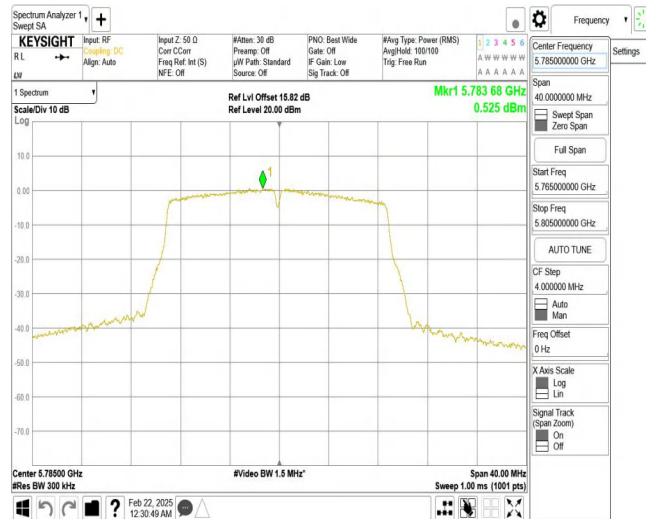 Spectrum Analyzer 1
Swept SA
+
Frequency
KEYSIGHT
RL
Input: RF
Coupling: DC
Align: Auto
Input Z: 50 Ω
Corr CCorr
Freq Ref: Int (S)
NFE: Off
#Atten: 30 dB
Preamp: Off
µW Path: Standard
Source: Off
PNO: Best Wide
Gate: Off
IF Gain: Low
Sig Track: Off
#Avg Type: Power (RMS)
Avg|Hold: 100/100
Trig: Free Run
1 2 3 4 5 6
A W W W W W
A A A A A A
1 Spectrum
Scale/Div 10 dB
Log
Ref Lvl Offset 15.82 dB
Ref Level 20.00 dBm
Mkr1 5.783 68 GHz
0.525 dBm
10.0
0.00
-10.0
-20.0
-30.0
-40.0
-50.0
-60.0
-70.0
1
Center 5.78500 GHz
#Res BW 300 kHz
#Video BW 1.5 MHz*
Span 40.00 MHz
Sweep 1.00 ms (1001 pts)
Feb 22, 2025
12:30:49 AM
?
Center Frequency
5.785000000 GHz
Settings
Span
40.0000000 MHz
Swept Span
Zero Span
Full Span
Start Freq
5.765000000 GHz
Stop Freq
5.805000000 GHz
AUTO TUNE
CF Step
4.000000 MHz
Auto
Man
Freq Offset
0 Hz
X Axis Scale
Log
Lin
Signal Track
(Span Zoom)
On
Off